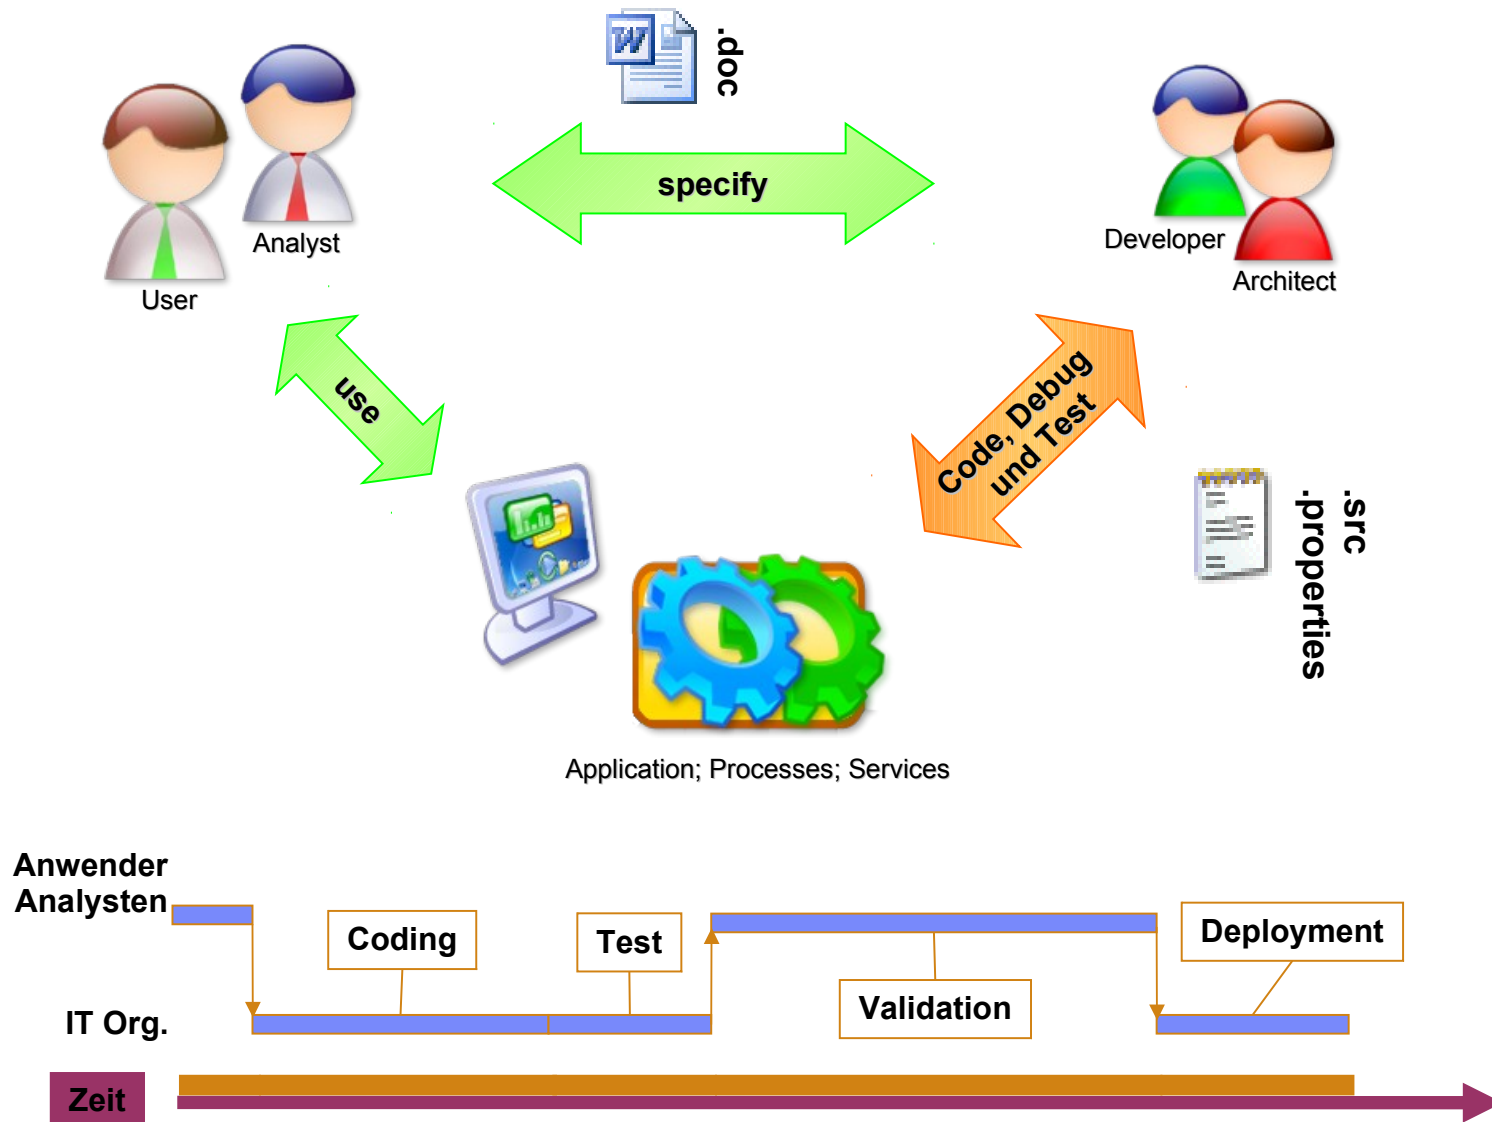 .doc
specify
Analyst
User
Developer
Architect
use
Code, Debug
und Test
.src
.properties
Application; Processes; Services
Anwender
Analysten
Coding
Test
Deployment
Validation
IT Org.
Zeit